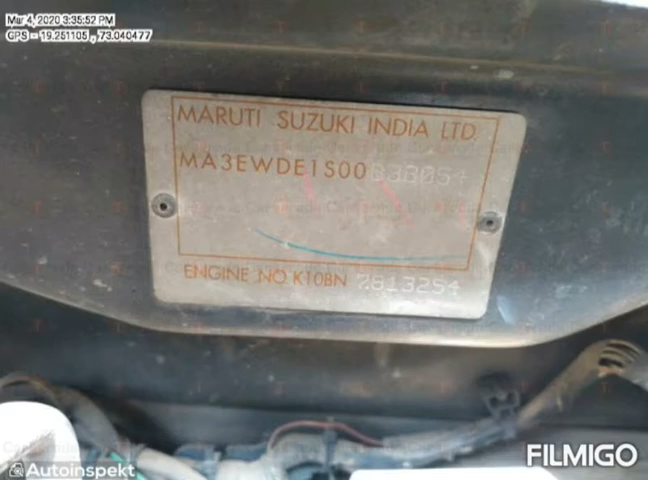 Mar 4, 2020 3:35:52 PM
GPS - 19.251105 , 73.040477
MARUTI SUZUKI INDIA LTD.
MA3EWDE1S00
ENGINE NO K10BN 7813254
FILMIGO
Autoinspekt